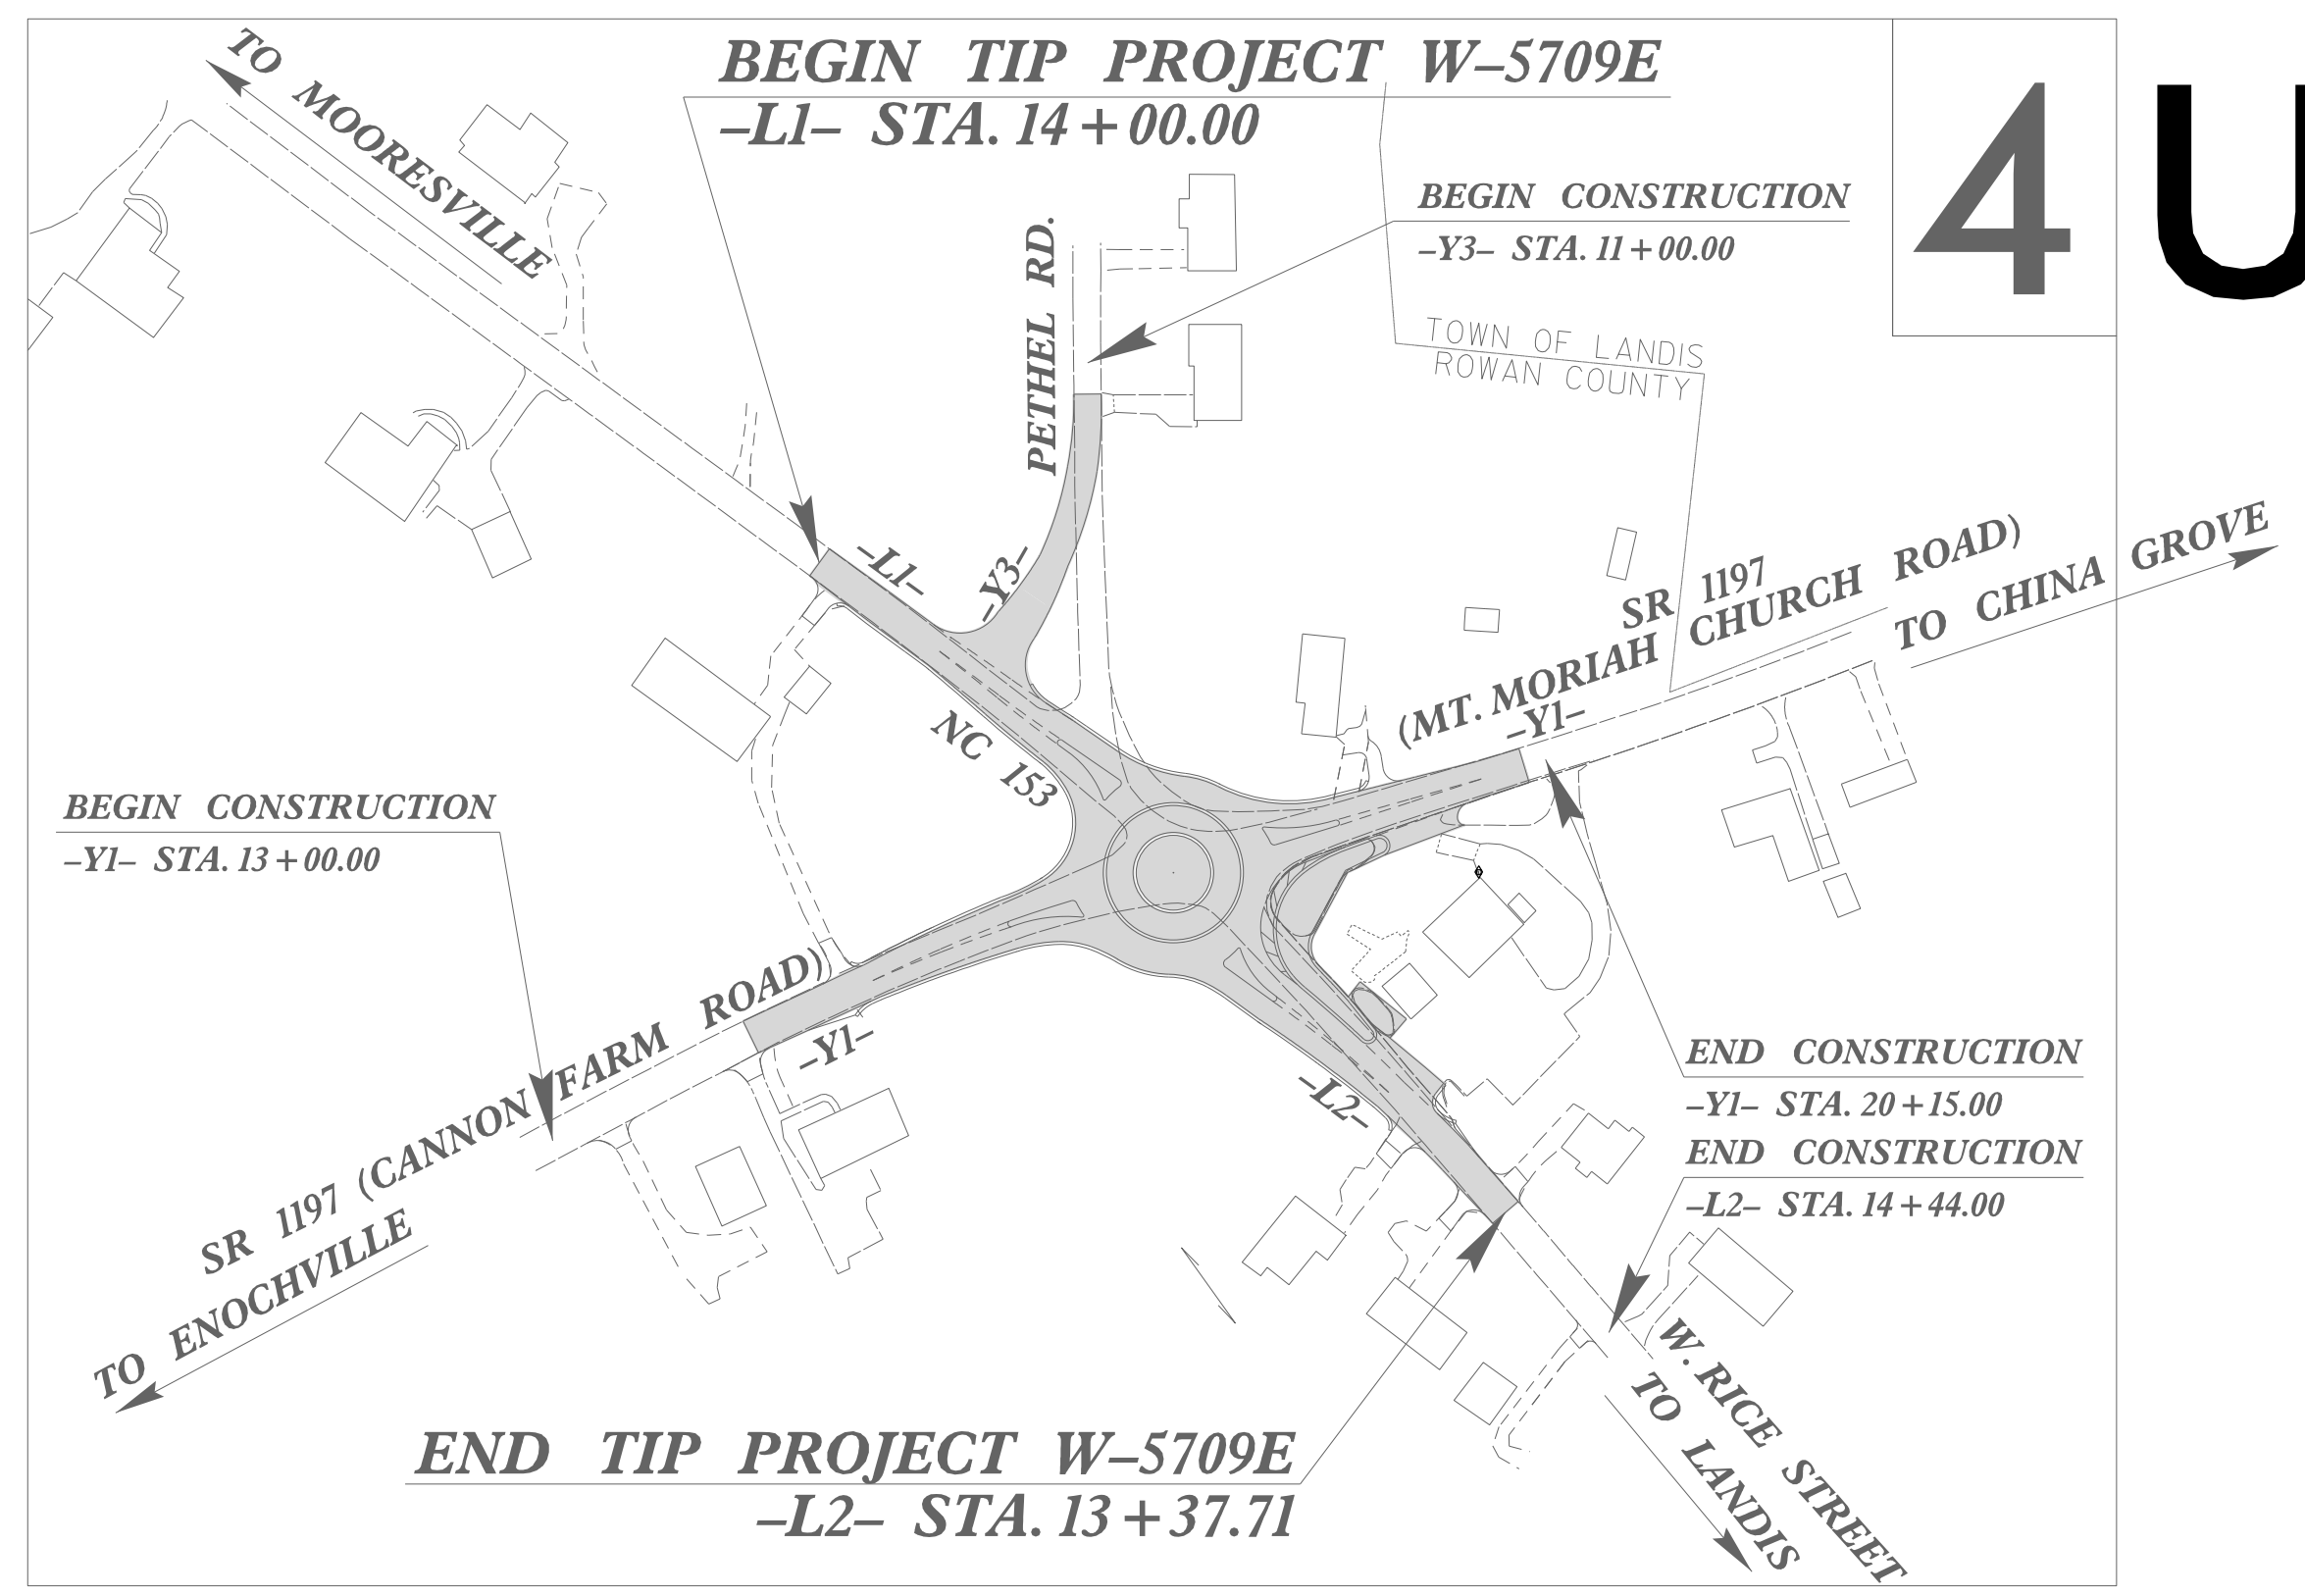 BEGIN TIP PROJECT W–5709E
–L1– STA. 14+00.00
4
U
TO MOORESVILLE
BEGIN CONSTRUCTION
–Y3– STA. 11+00.00
PETHEL RD.
TOWN OF LANDIS
ROWAN COUNTY
–L1–
–Y3–
SR 1197
(MT. MORIAH CHURCH ROAD)
TO CHINA GROVE
–Y1–
NC 153
BEGIN CONSTRUCTION
–Y1– STA. 13+00.00
SR 1197 (CANNON FARM ROAD)
TO ENOCHVILLE
–Y1–
–L2–
END CONSTRUCTION
–Y1– STA. 20+15.00
END CONSTRUCTION
–L2– STA. 14+44.00
W. RICE STREET
TO LANDIS
END TIP PROJECT W–5709E
–L2– STA. 13+37.71